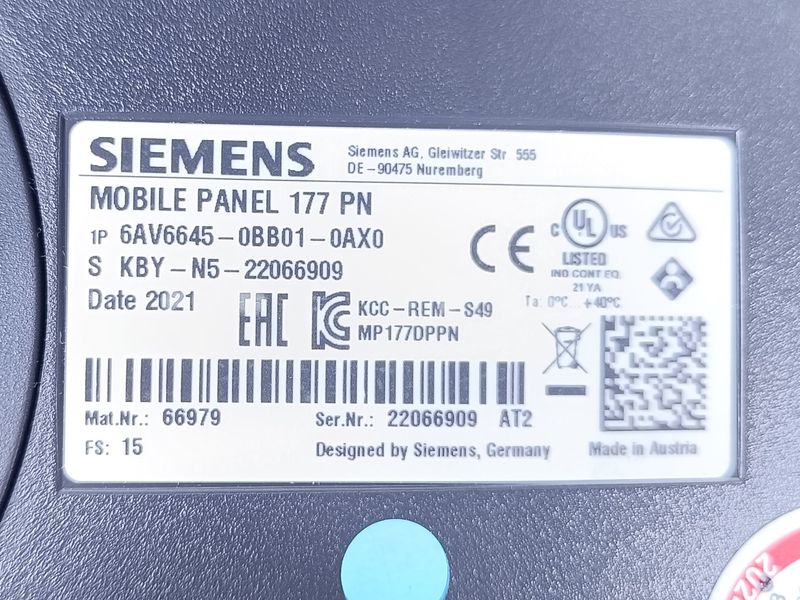 SIEMENS
Siemens AG, Gleiwitzer Str 555
DE-90475 Nuremberg
MOBILE PANEL 177 PN
1P 6AV6645-0BB01-0AX0
S KBY-N5-22066909
Date 2021
EAC
KCC-REM-S49
MP177DPPN
CE
C UL US
LISTED
IND.CONT.EQ.
21 YA
Ta: 0°C...+40°C
Mat.Nr.: 66979
Ser.Nr.: 22066909 AT2
FS: 15
Designed by Siemens, Germany
Made in Austria